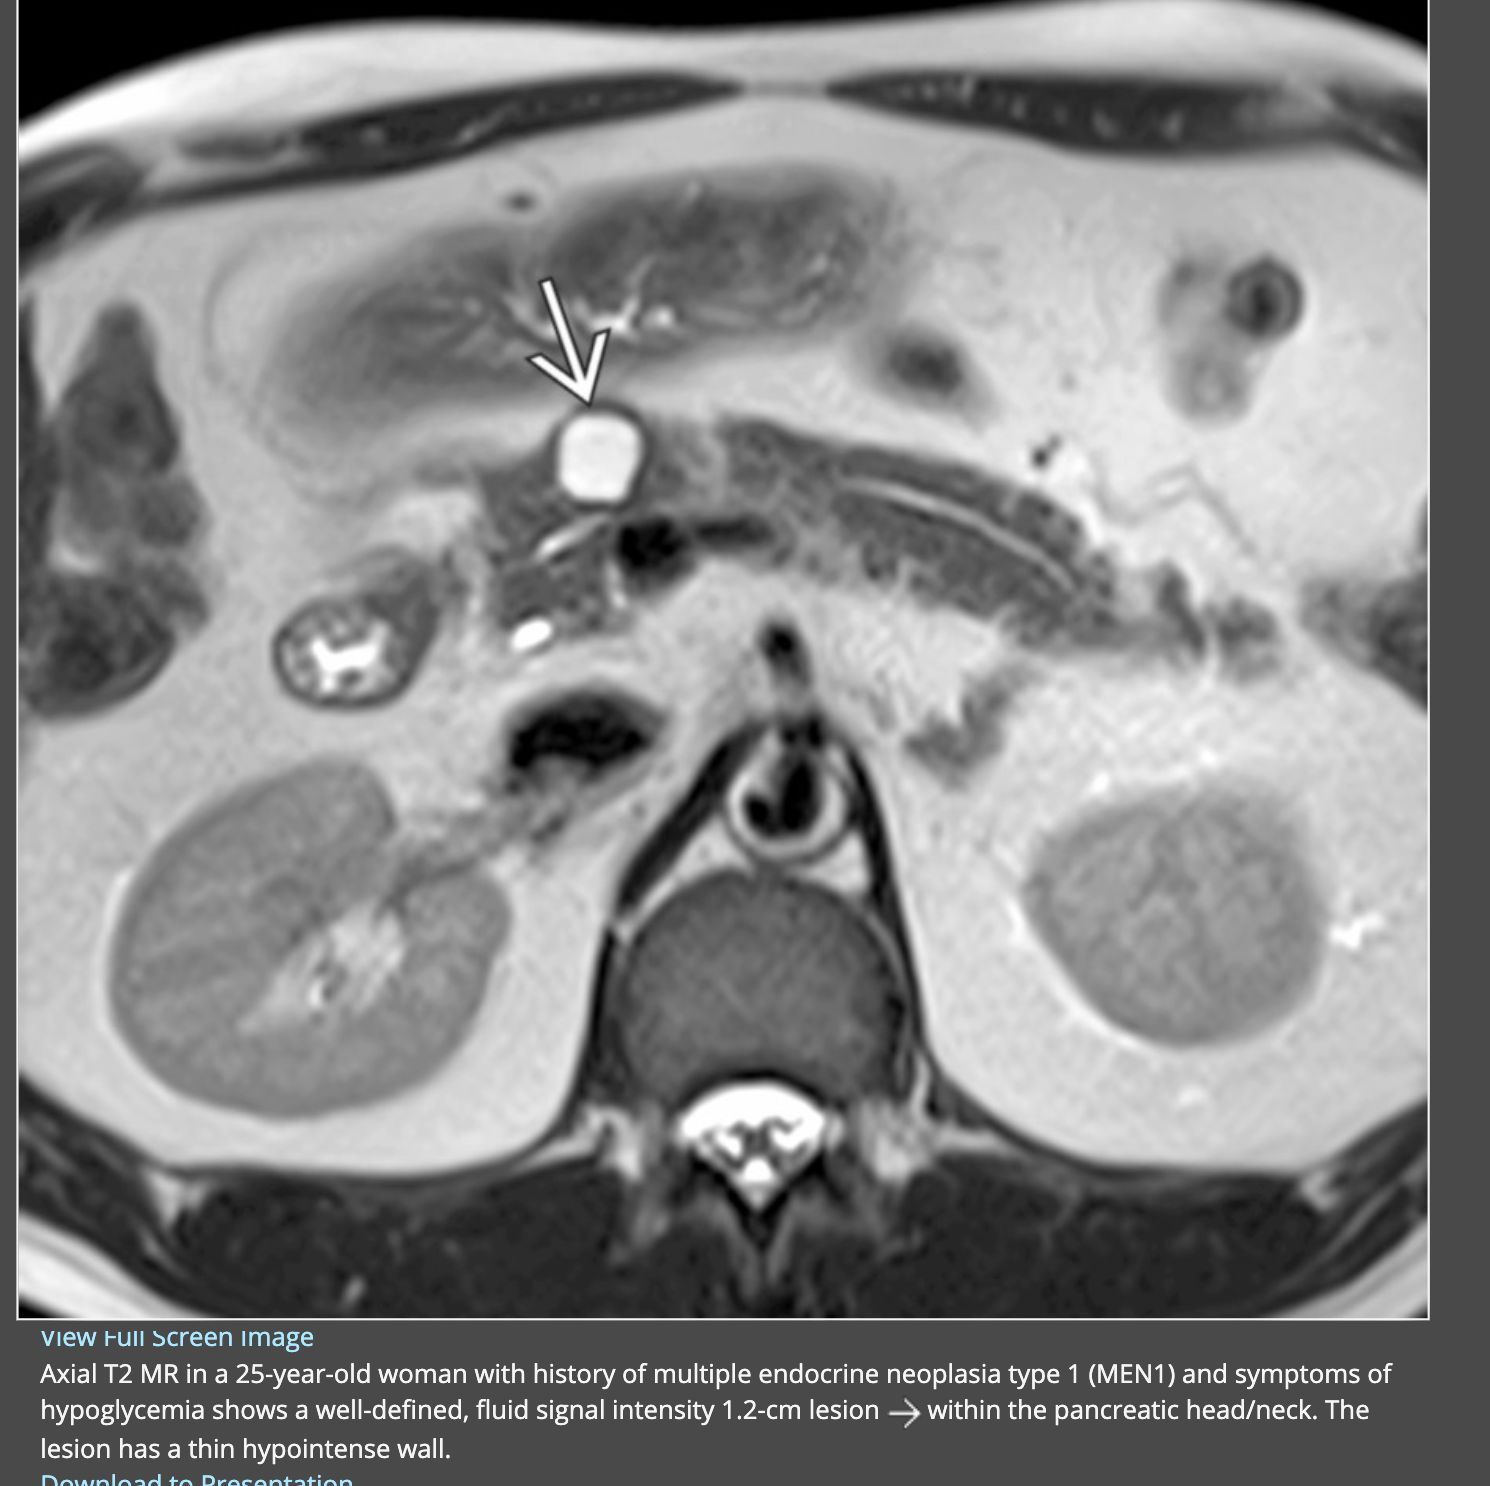 View Full Screen Image
Axial T2 MR in a 25-year-old woman with history of multiple endocrine neoplasia type 1 (MEN1) and symptoms of
hypoglycemia shows a well-defined, fluid signal intensity 1.2-cm lesion → within the pancreatic head/neck. The
lesion has a thin hypointense wall.
Download to Presentation